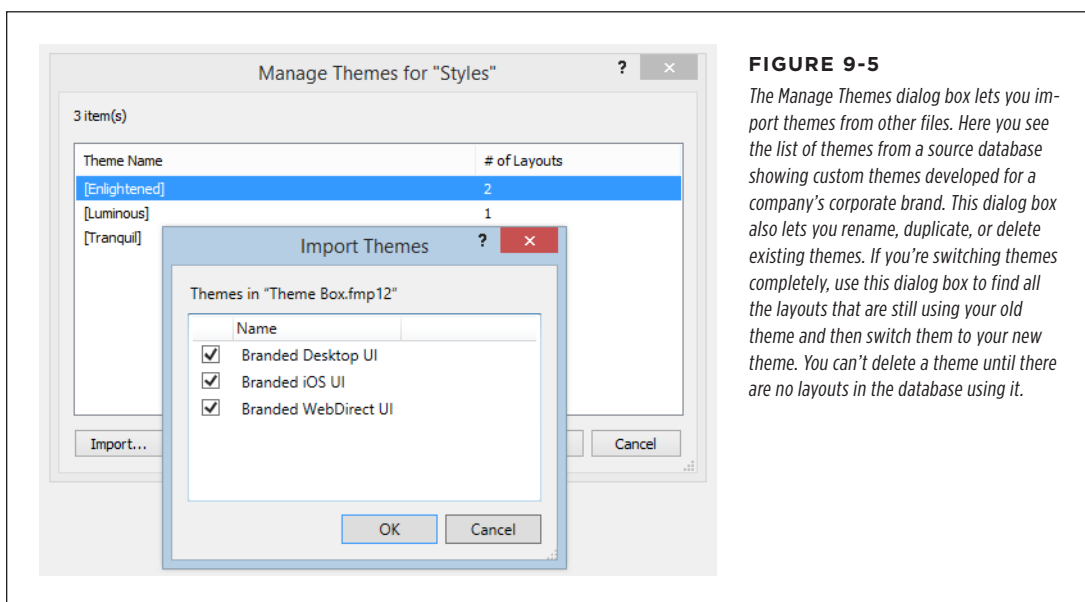 Manage Themes for "Styles"
?
×
3 item(s)
Theme Name # of Layouts
[Enlightened] 2
[Luminous] 1
[Tranquil]
Import Themes
?
×
Themes in "Theme Box.fmp12"
Name
Branded Desktop UI
Branded iOS UI
Branded WebDirect UI
OK
Cancel
Import...
Cancel
FIGURE 9-5
The Manage Themes dialog box lets you im-
port themes from other files. Here you see
the list of themes from a source database
showing custom themes developed for a
company's corporate brand. This dialog box
also lets you rename, duplicate, or delete
existing themes. If you're switching themes
completely, use this dialog box to find all
the layouts that are still using your old
theme and then switch them to your new
theme. You can't delete a theme until there
are no layouts in the database using it.